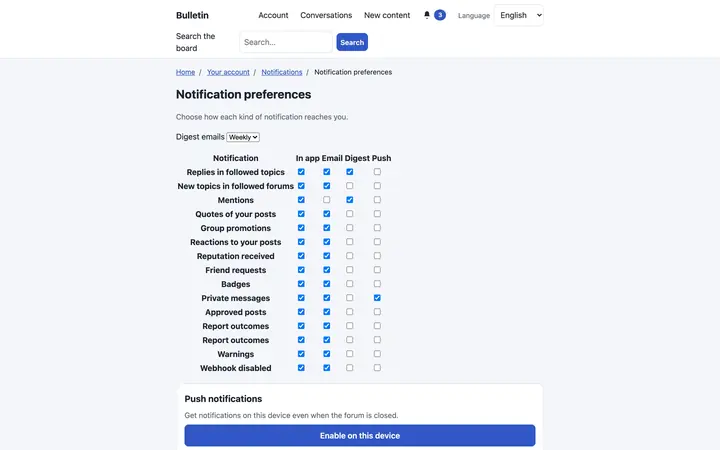 Bulletin Account Conversations New content 3 Language English
Search the board Search... Search
Home / Your account / Notifications / Notification preferences
Notification preferences
Choose how each kind of notification reaches you.
Digest emails Weekly
Notification In app Email Digest Push
Replies in followed topics
New topics in followed forums
Mentions
Quotes of your posts
Group promotions
Reactions to your posts
Reputation received
Friend requests
Badges
Private messages
Approved posts
Report outcomes
Report outcomes
Warnings
Webhook disabled
Push notifications
Get notifications on this device even when the forum is closed.
Enable on this device